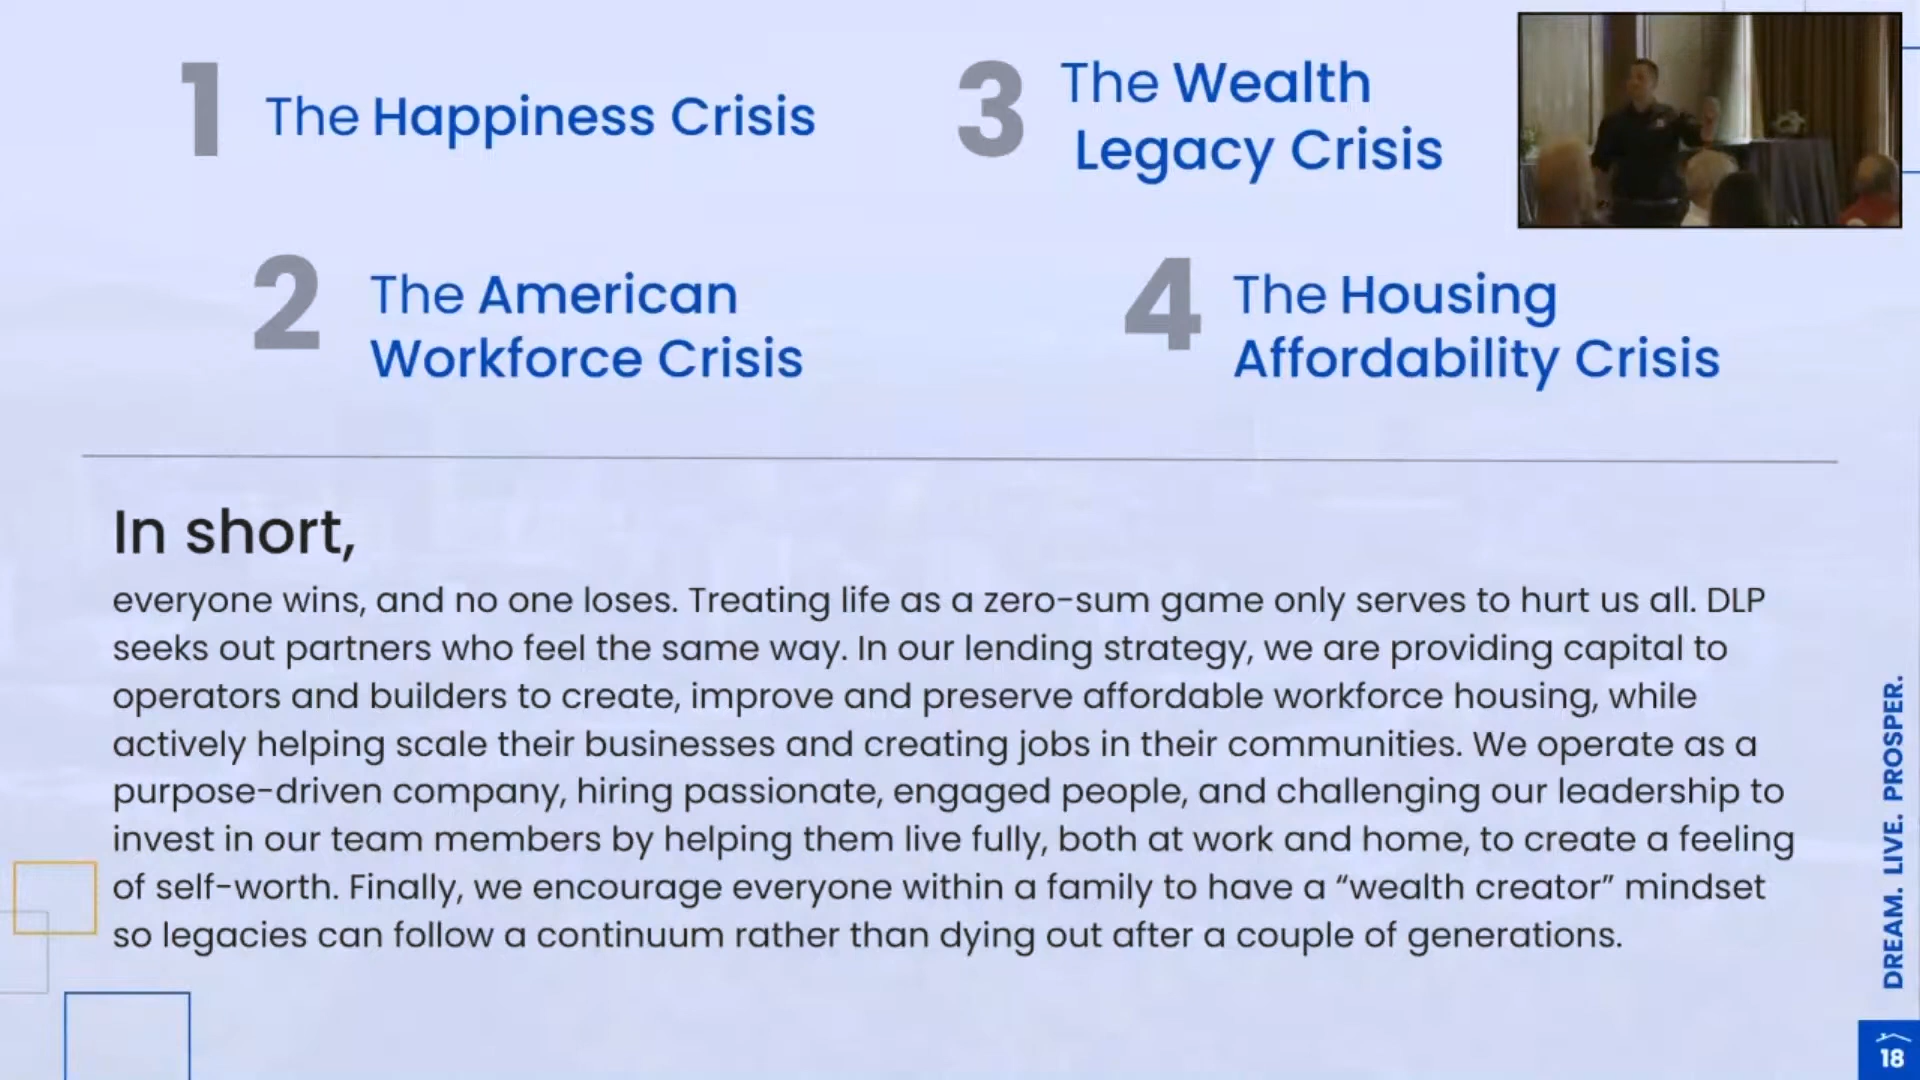 1
The Happiness Crisis
2
The American
Workforce Crisis
3
The Wealth
Legacy Crisis
4
The Housing
Affordability Crisis
In short,
everyone wins, and no one loses. Treating life as a zero-sum game only serves to hurt us all. DLP
seeks out partners who feel the same way. In our lending strategy, we are providing capital to
operators and builders to create, improve and preserve affordable workforce housing, while
actively helping scale their businesses and creating jobs in their communities. We operate as a
purpose-driven company, hiring passionate, engaged people, and challenging our leadership to
invest in our team members by helping them live fully, both at work and home, to create a feeling
of self-worth. Finally, we encourage everyone within a family to have a “wealth creator” mindset
so legacies can follow a continuum rather than dying out after a couple of generations.
DREAM. LIVE. PROSPER.
18